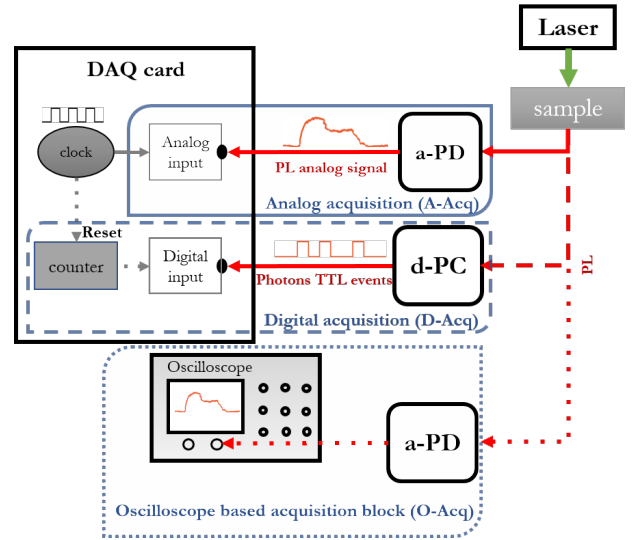 Laser
DAQ card
sample
clock
Analog
input
PL analog signal
a-PD
Analog acquisition (A-Acq)
Reset
counter
Digital
input
Photons TTL events
d-PC
PL
Digital acquisition (D-Acq)
Oscilloscope
a-PD
Oscilloscope based acquisition block (O-Acq)